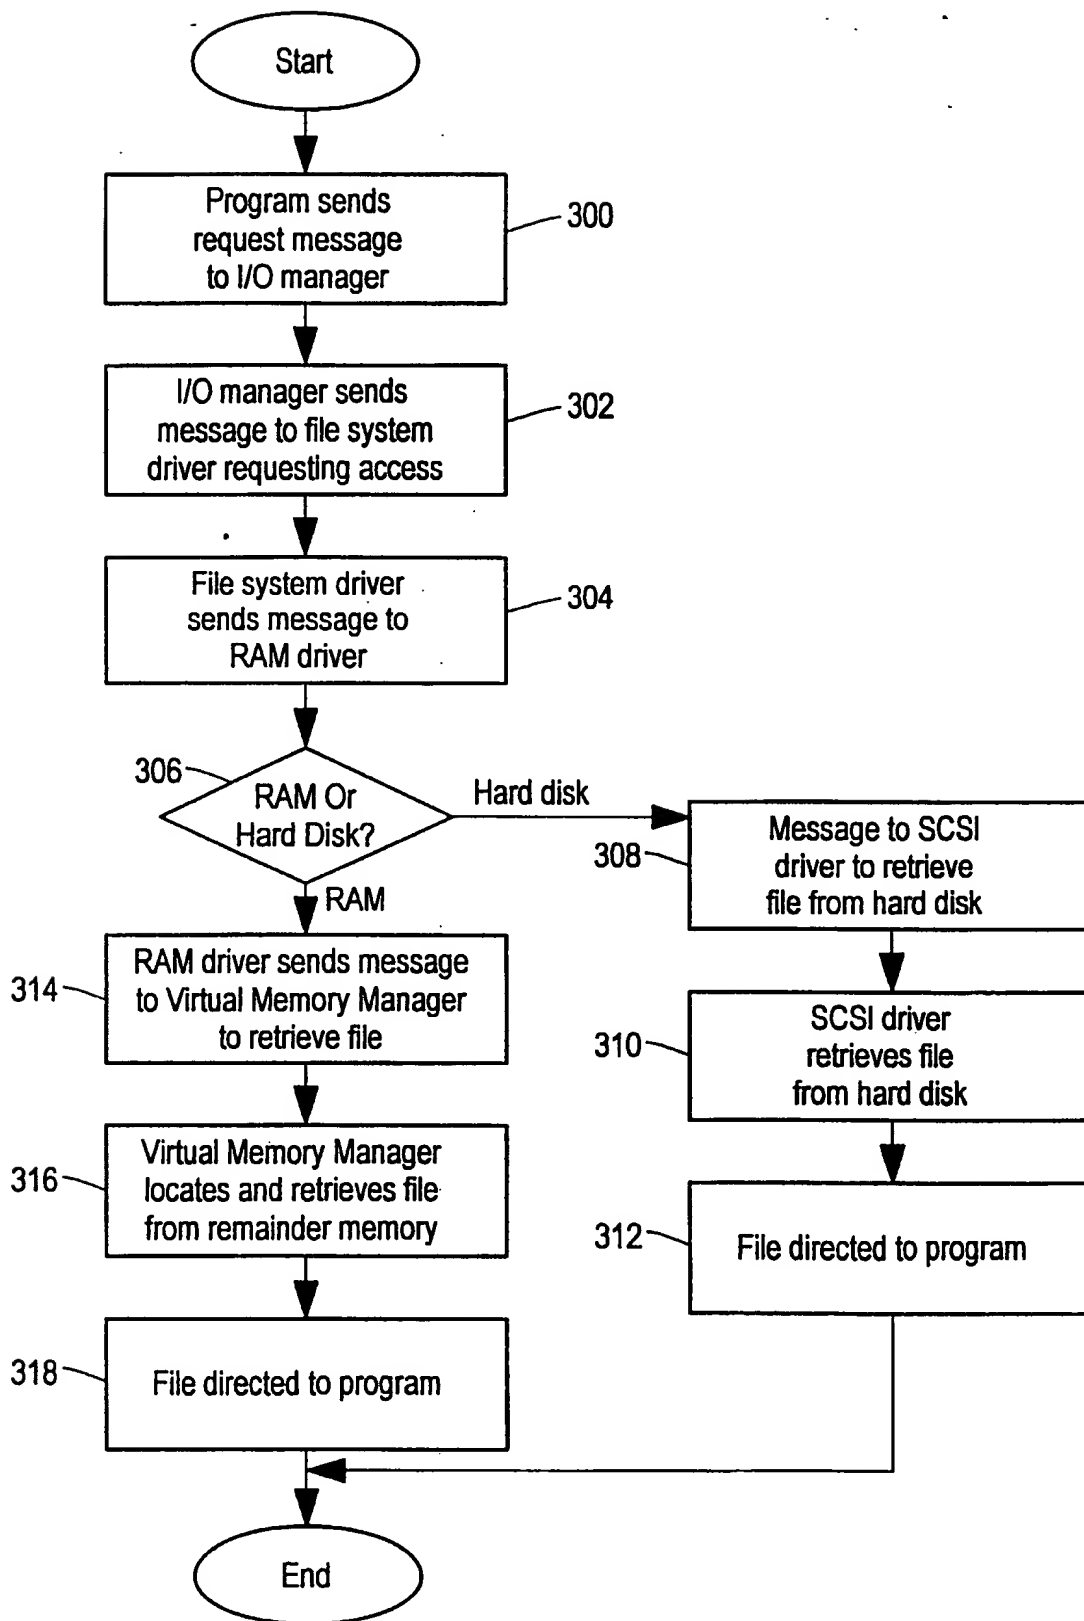 Start
Program sends
request message
to I/O manager
300
I/O manager sends
message to file system
driver requesting access
302
File system driver
sends message to
RAM driver
304
306
RAM Or
Hard Disk?
Hard disk
RAM
308
Message to SCSI
driver to retrieve
file from hard disk
314
RAM driver sends message
to Virtual Memory Manager
to retrieve file
310
SCSI driver
retrieves file
from hard disk
316
Virtual Memory Manager
locates and retrieves file
from remainder memory
312
File directed to program
318
File directed to program
End